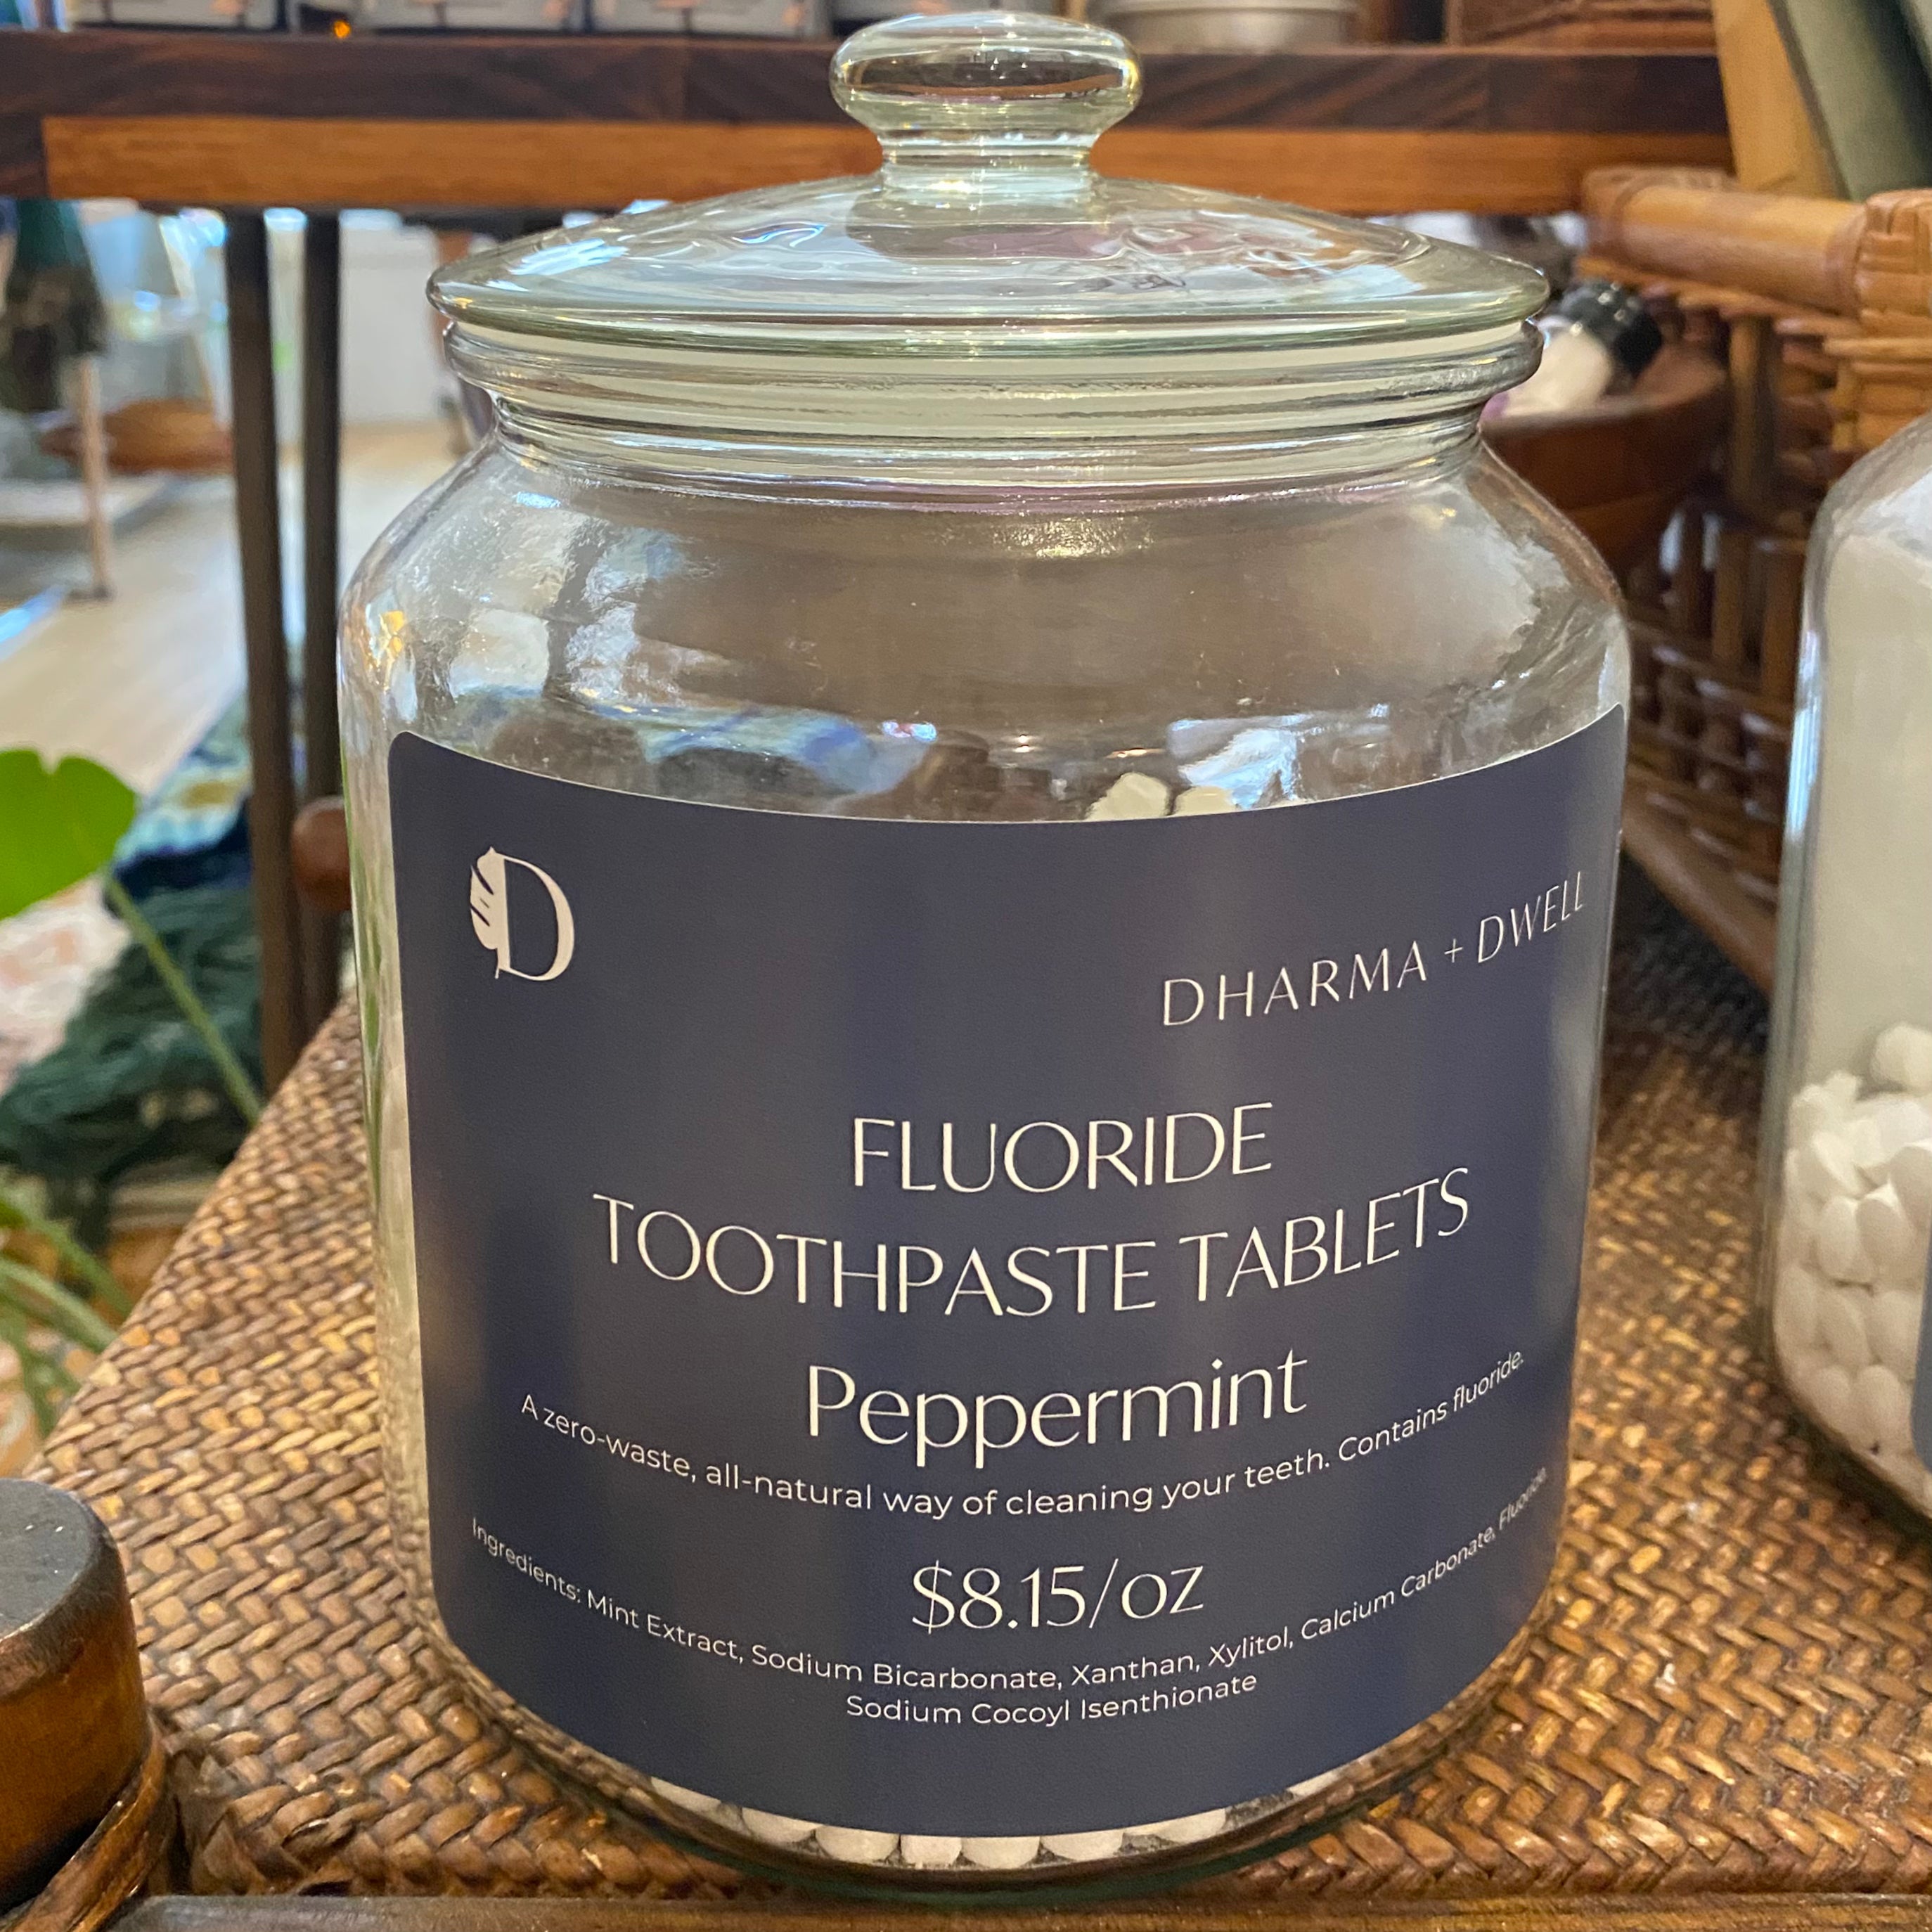 D
DHARMA + DWELL
FLUORIDE
TOOTHPASTE TABLETS
Peppermint
A zero-waste, all-natural way of cleaning your teeth. Contains fluoride.
$8.15/oz
Ingredients: Mint Extract, Sodium Bicarbonate, Xanthan, Xylitol, Calcium Carbonate, Fluoride,
Sodium Cocoyl Isenthionate